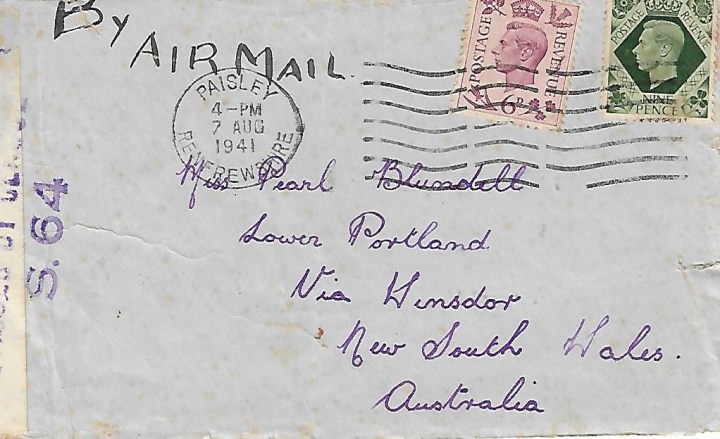 By AIR MAIL.
POSTAGE REVENUE
6D
POSTAGE REVENUE
NINE
PENCE
PAISLEY
4-PM
7 AUG
1941
RENFREWSHIRE
S.64
Miss Pearl Blundell
Lower Portland
Via Winsdor
New South Wales.
Australia